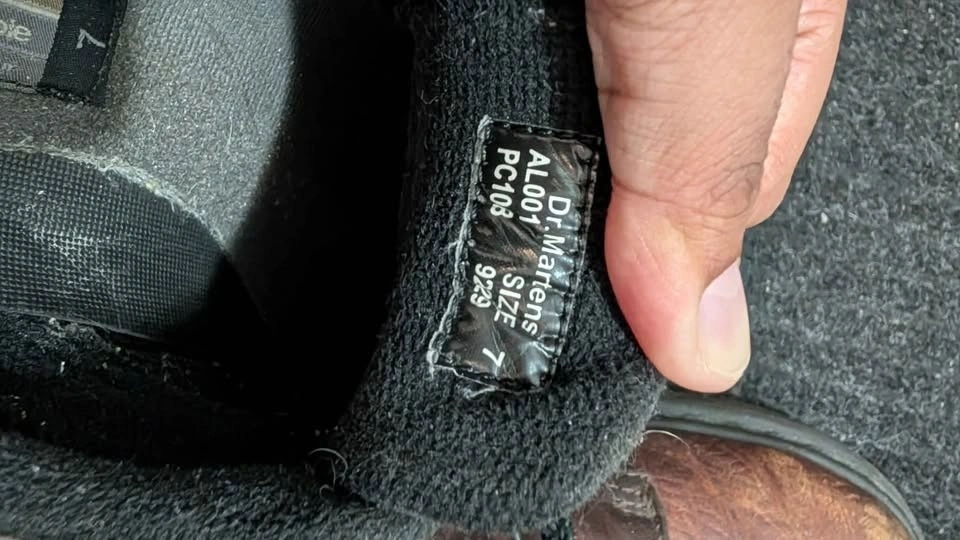 Dr. Martens
AL001 SIZE 7
PC108 929
7